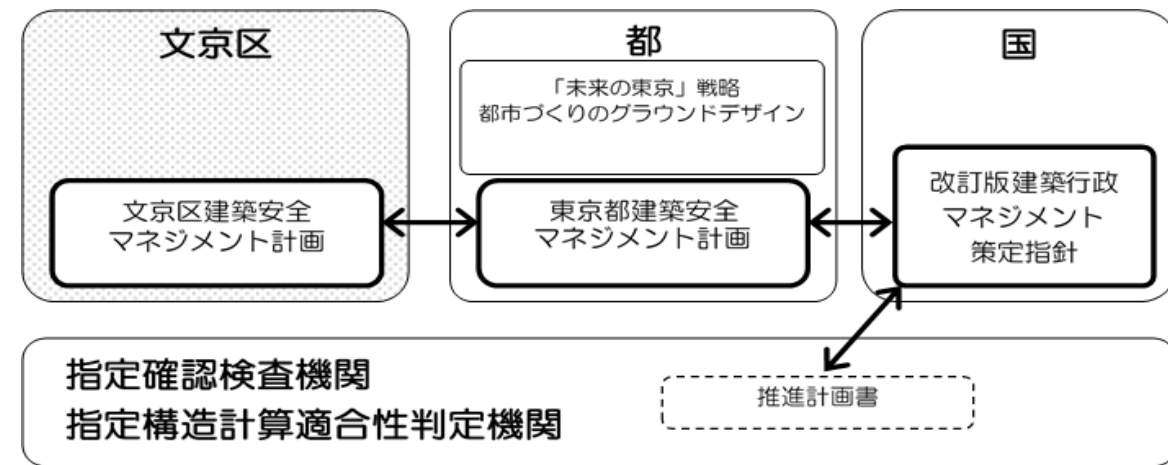 文京区
文京区建築安全
マネジメント計画
都
「未来の東京」戦略
都市づくりのグラウンドデザイン
東京都建築安全
マネジメント計画
国
改訂版建築行政
マネジメント
策定指針
指定確認検査機関
指定構造計算適合性判定機関
推進計画書